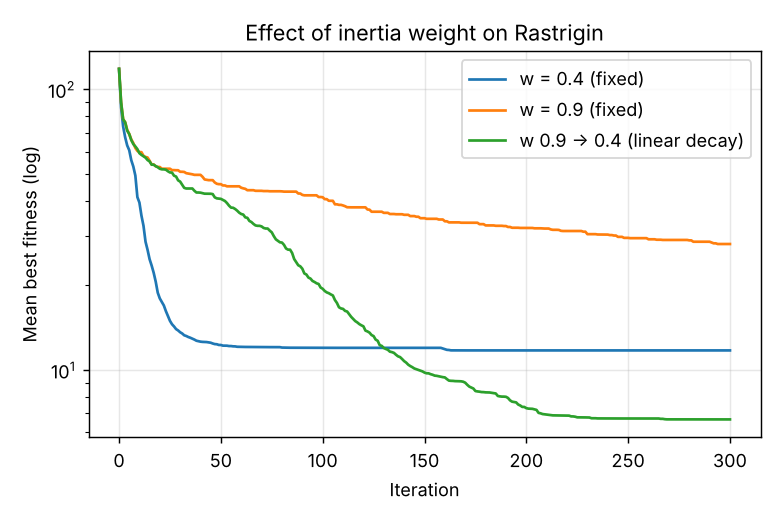 Effect of inertia weight on Rastrigin
w = 0.4 (fixed)
w = 0.9 (fixed)
w 0.9 → 0.4 (linear decay)
Mean best fitness (log)
10²
10¹
0 50 100 150 200 250 300
Iteration